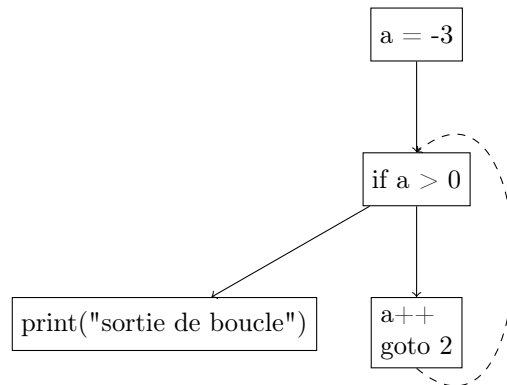 a = -3
if a > 0
print("sortie de boucle")
a++
goto 2